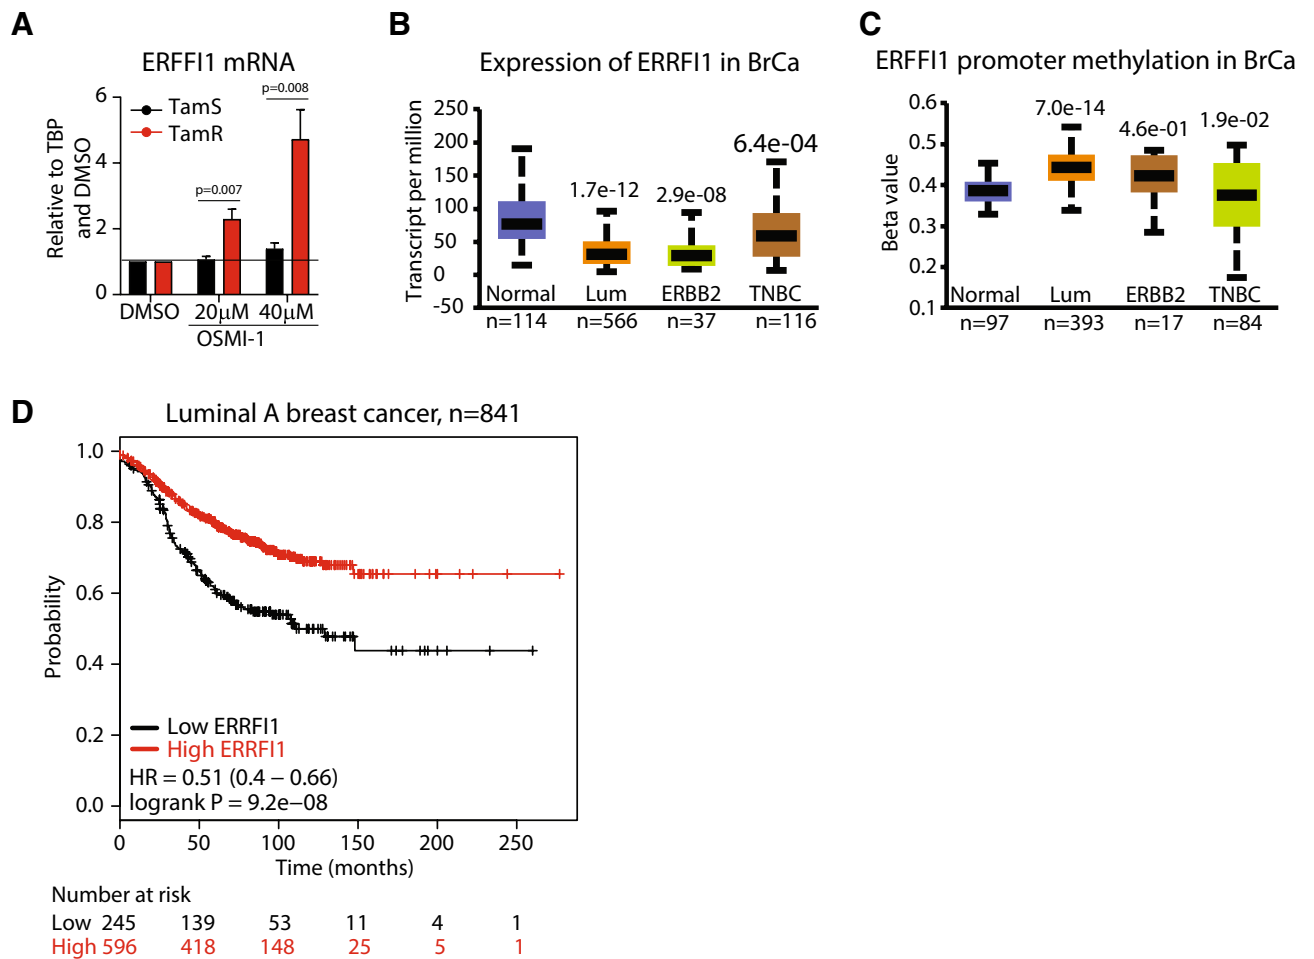 A
ERFFI1 mRNA
Relative to TBP
and DMSO
6
4
2
0
TamS
TamR
p=0.007
p=0.008
DMSO
20μM
40μM
OSMI-1
B
Expression of ERRFI1 in BrCa
Transcript per million
250
200
150
100
50
0
-50
1.7e-12
2.9e-08
6.4e-04
Normal
Lum
ERBB2
TNBC
n=114
n=566
n=37
n=116
C
ERFFI1 promoter methylation in BrCa
Beta value
0.6
0.5
0.4
0.3
0.2
0.1
7.0e-14
4.6e-01
1.9e-02
Normal
Lum
ERBB2
TNBC
n=97
n=393
n=17
n=84
D
Luminal A breast cancer, n=841
Probability
1.0
0.8
0.6
0.4
0.2
0.0
Low ERRFI1
High ERRFI1
HR = 0.51 (0.4 − 0.66)
logrank P = 9.2e−08
0 50 100 150 200 250
Time (months)
Number at risk
Low 245 139 53 11 4 1
High 596 418 148 25 5 1